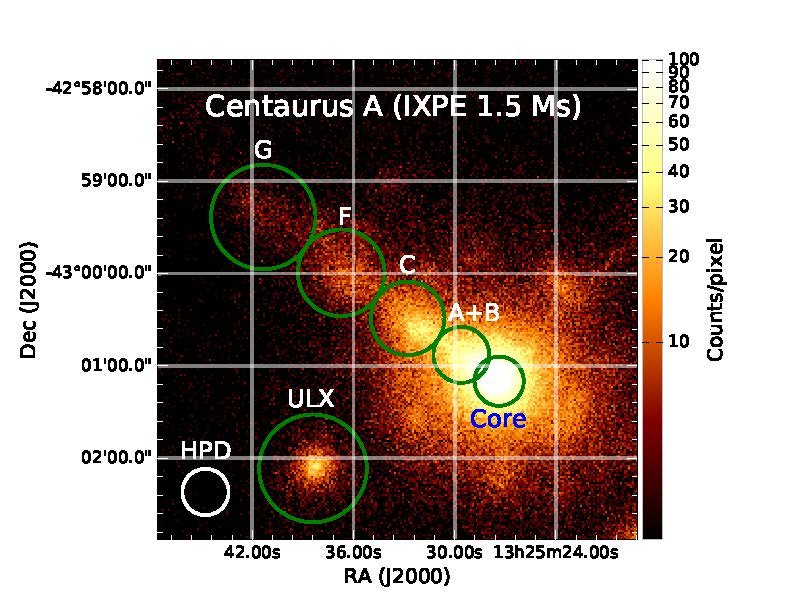 Centaurus A (IXPE 1.5 Ms)
G
F
C
A+B
Core
ULX
HPD
-42°58'00.0"
59'00.0"
-43°00'00.0"
01'00.0"
02'00.0"
Dec (J2000)
42.00s 36.00s 30.00s 13h25m24.00s
RA (J2000)
100
90
80
70
60
50
40
30
20
10
Counts/pixel